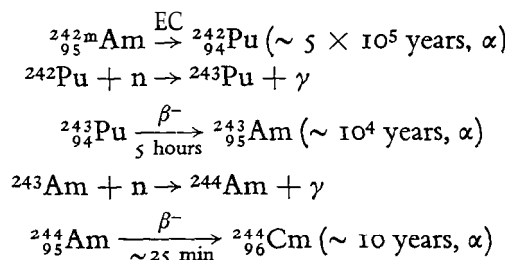 ²⁴²ᵐ₉₅Am →(EC) ²⁴²₉₄Pu (~ 5 × 10⁵ years, α)
²⁴²Pu + n → ²⁴³Pu + γ
²⁴³₉₄Pu →(β⁻, 5 hours) ²⁴³₉₅Am (~ 10⁴ years, α)
²⁴³Am + n → ²⁴⁴Am + γ
²⁴⁴₉₅Am →(β⁻, ~25 min) ²⁴⁴₉₆Cm (~ 10 years, α)